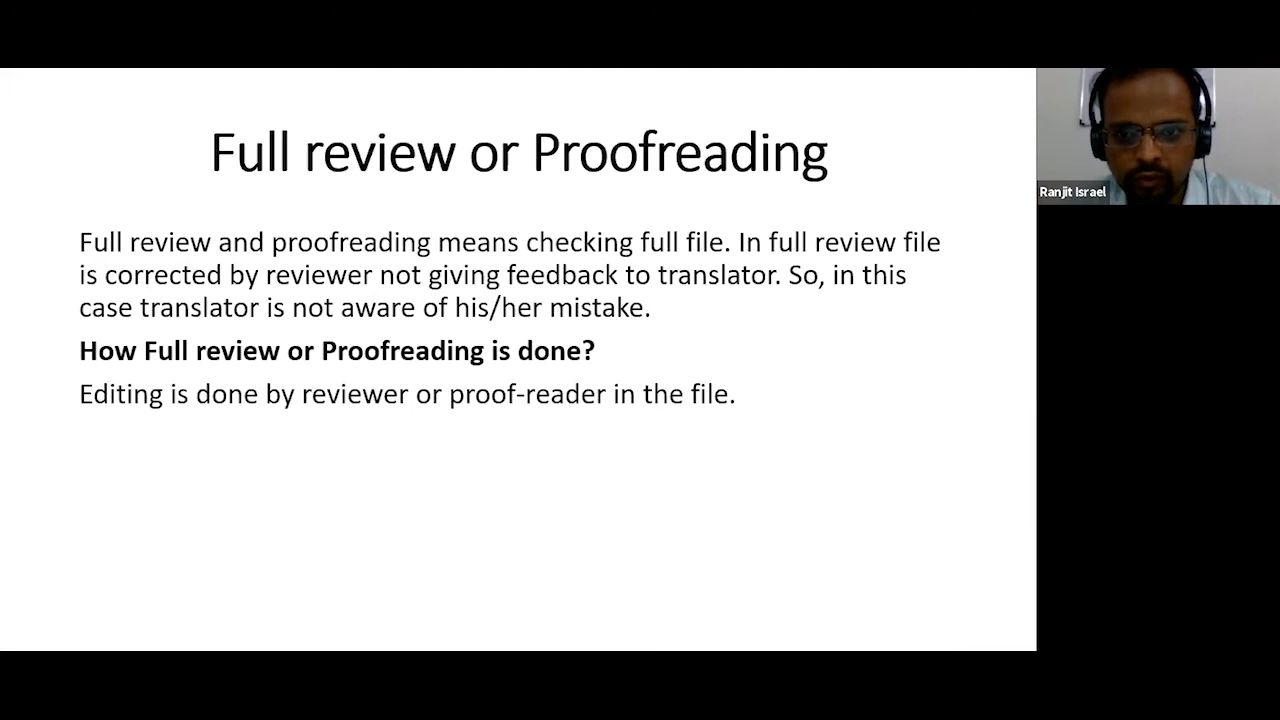 Full review or Proofreading
Full review and proofreading means checking full file. In full review file
is corrected by reviewer not giving feedback to translator. So, in this
case translator is not aware of his/her mistake.
How Full review or Proofreading is done?
Editing is done by reviewer or proof-reader in the file.
Ranjit Israel